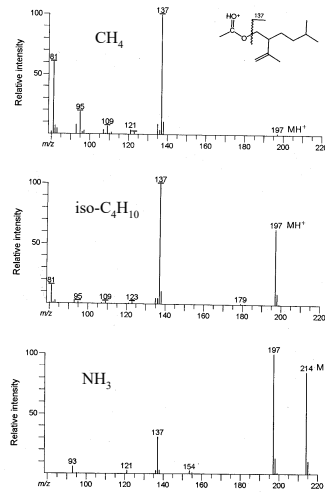 137
HO⁺
137
O
CH₄
100
50
Relative intensity
81
95
109
121
197 MH⁺
m/z 100 120 140 160 180 200 220
137
iso-C₄H₁₀
100
50
Relative intensity
197 MH⁺
81
95
109
123
179
m/z 100 120 140 160 180 200 220
197
214 M
NH₃
100
50
Relative intensity
137
93
121
154
m/z 100 120 140 160 180 200 220